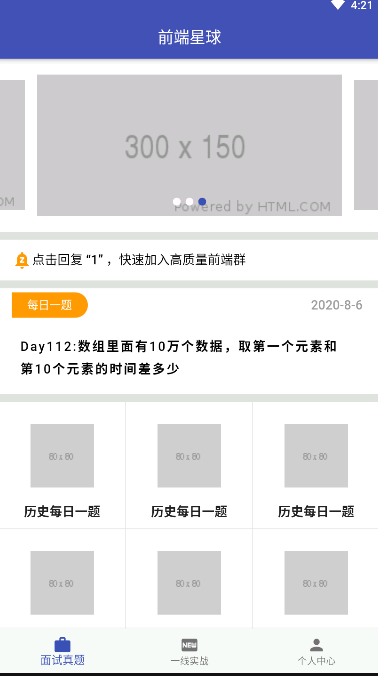 4:21
前端星球
OM
300 x 150
Powered by HTML.COM
点击回复 “1” ，快速加入高质量前端群
每日一题
2020-8-6
Day112:数组里面有10万个数据，取第一个元素和
第10个元素的时间差多少
80 x 80
80 x 80
80 x 80
历史每日一题
历史每日一题
历史每日一题
80 x 80
80 x 80
80 x 80
NEW
面试真题
一线实战
个人中心